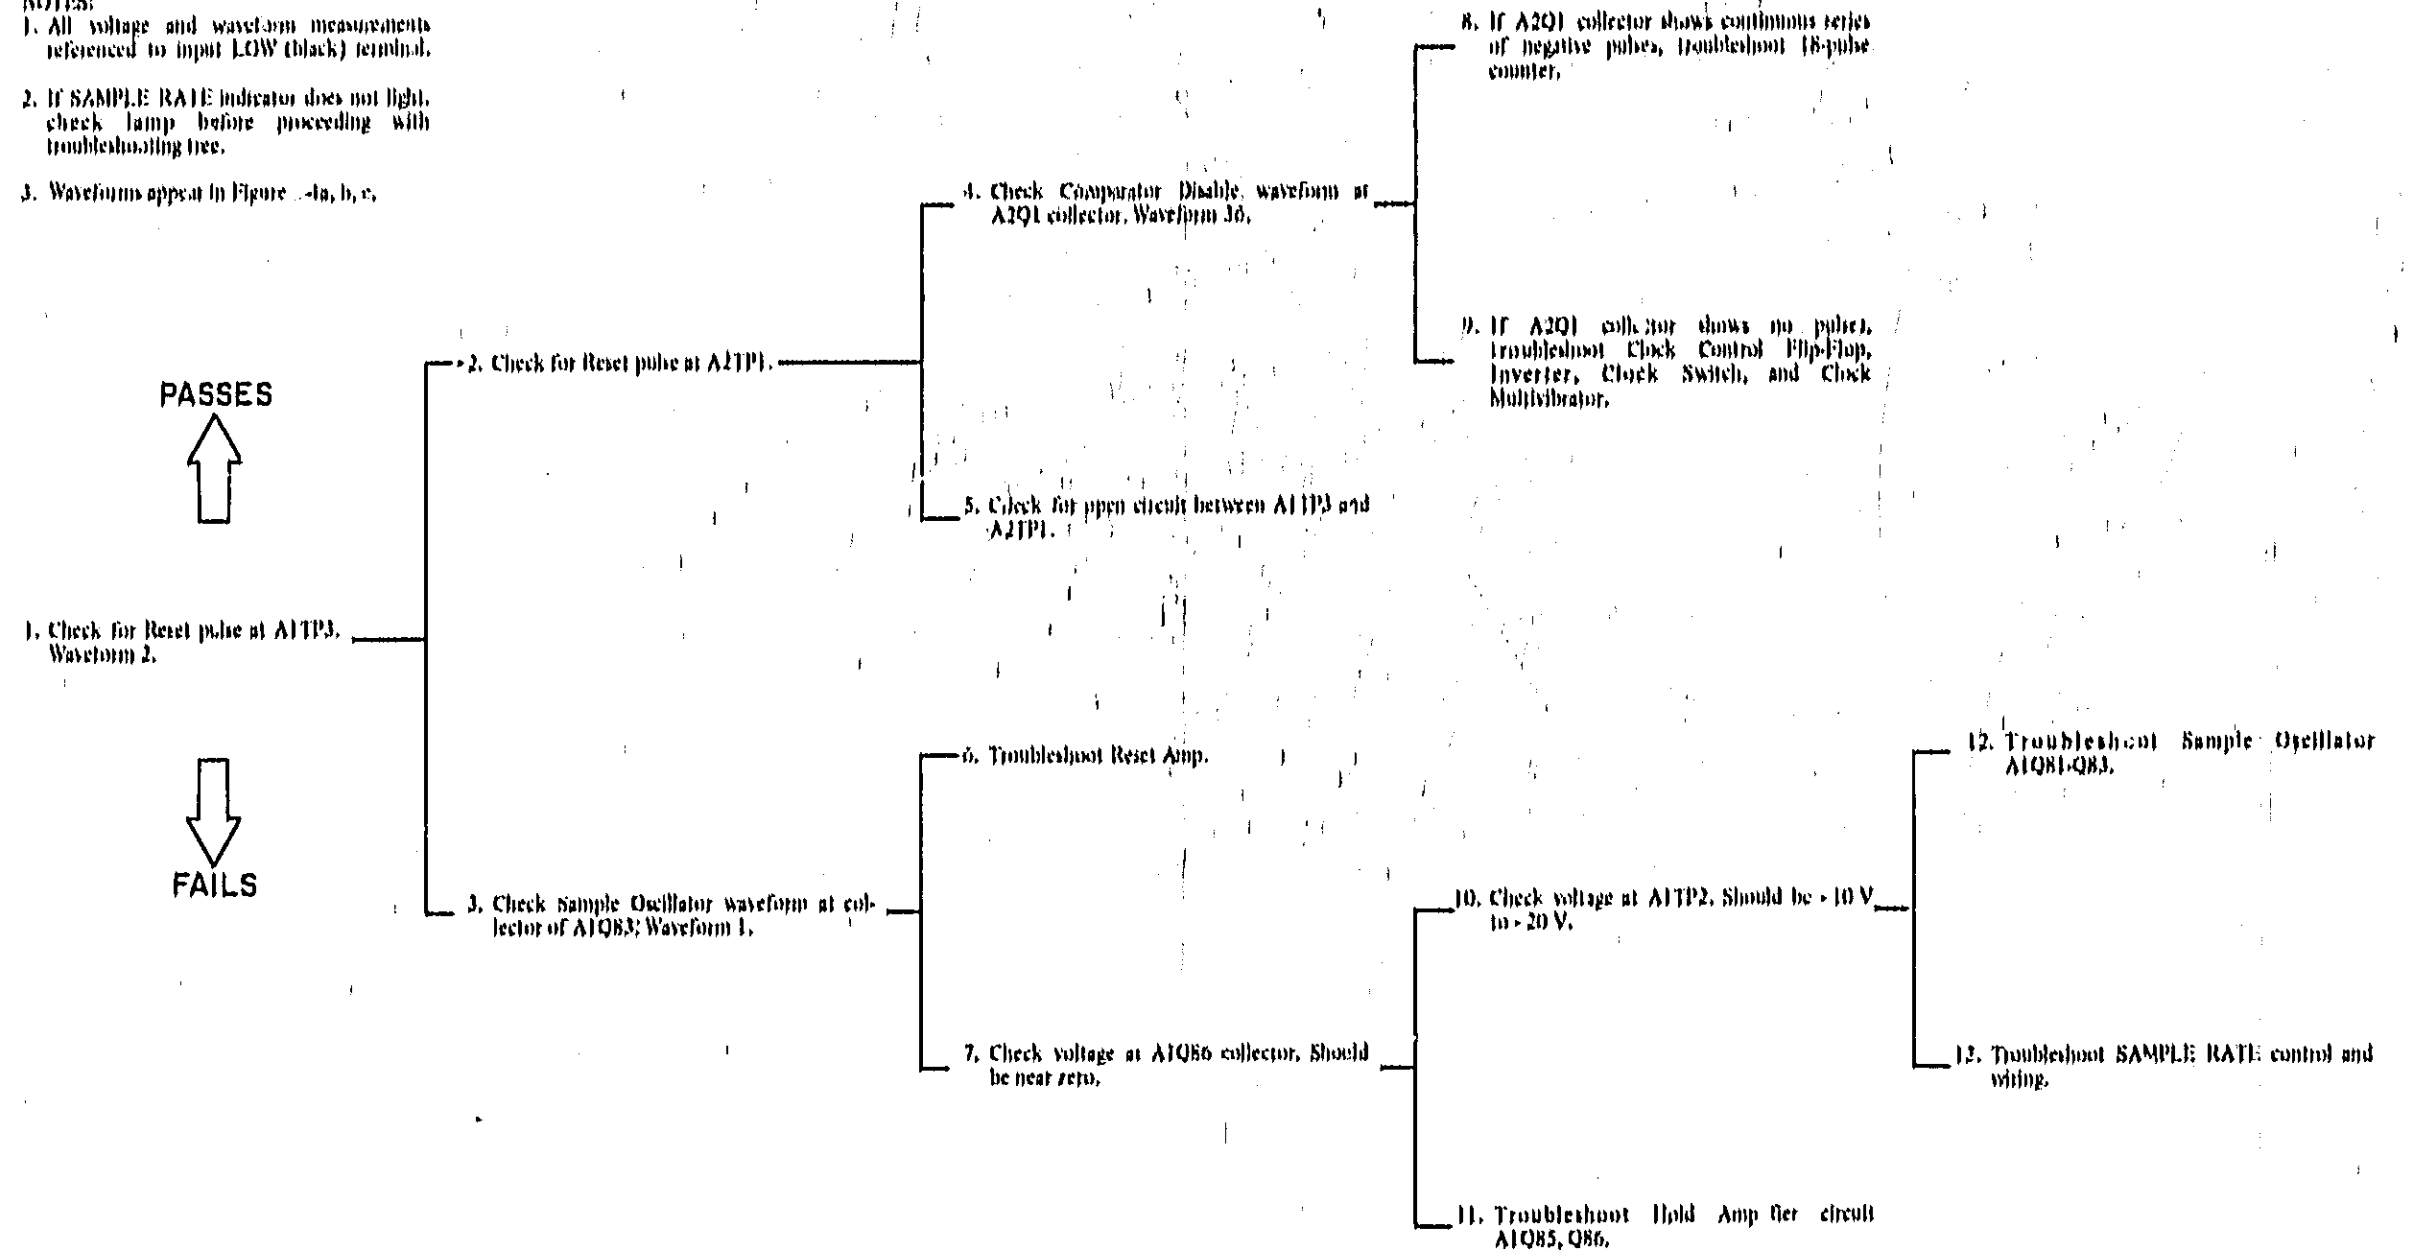 NOTES:
1. All voltage and waveform measurements
referenced to input LOW (black) terminal.
2. If SAMPLE RATE indicator does not light,
check lamp before proceeding with
troubleshooting tree.
3. Waveforms appear in Figure -4a, b, c.
PASSES
FAILS
1. Check for Reset pulse at A1TP3.
Waveform 2.
2. Check for Reset pulse at A2TP1.
3. Check Sample Oscillator waveform at col-
lector of A1Q83; Waveform 1.
4. Check Comparator Disable, waveform at
A2Q1 collector. Waveform 36.
5. Check for open circuit between A1TP3 and
A2TP1.
6. Troubleshoot Reset Amp.
7. Check voltage at A1Q86 collector. Should
be near zero.
8. If A2Q1 collector shows continuous series
of negative pulses, troubleshoot 18-pulse
counter.
9. If A2Q1 collector shows no pulses,
troubleshoot Clock Control Flip-Flop,
Inverter, Clock Switch, and Clock
Multivibrator.
10. Check voltage at A1TP2. Should be -10 V
to -20 V.
11. Troubleshoot Hold Amp fier circuit
A1Q85, Q86.
12. Troubleshoot Sample Oscillator
A1Q81-Q83.
13. Troubleshoot SAMPLE RATE control and
wiring.